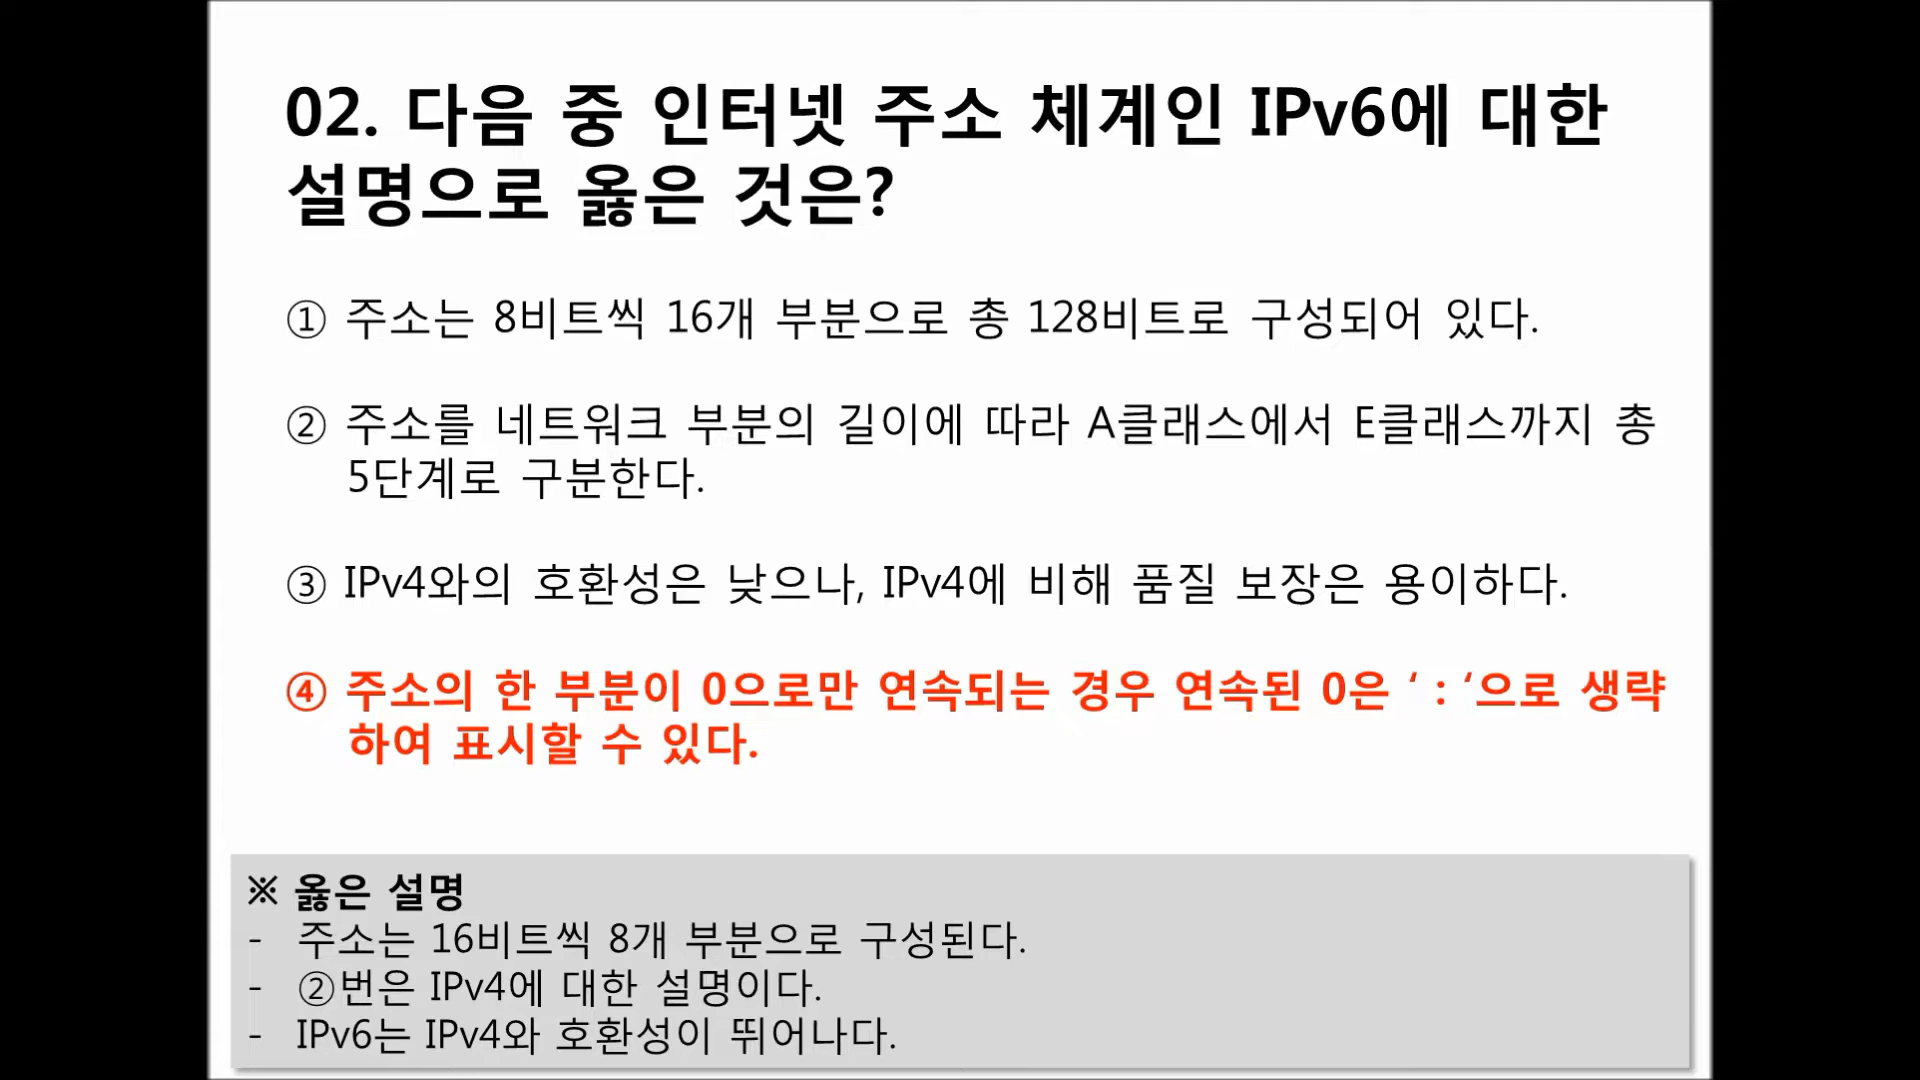 02. 다음 중 인터넷 주소 체계인 IPv6에 대한
설명으로 옳은 것은?
① 주소는 8비트씩 16개 부분으로 총 128비트로 구성되어 있다.
② 주소를 네트워크 부분의 길이에 따라 A클래스에서 E클래스까지 총
5단계로 구분한다.
③ IPv4와의 호환성은 낮으나, IPv4에 비해 품질 보장은 용이하다.
④ 주소의 한 부분이 0으로만 연속되는 경우 연속된 0은 ‘ : ‘으로 생략
하여 표시할 수 있다.
※ 옳은 설명
- 주소는 16비트씩 8개 부분으로 구성된다.
- ②번은 IPv4에 대한 설명이다.
- IPv6는 IPv4와 호환성이 뛰어나다.